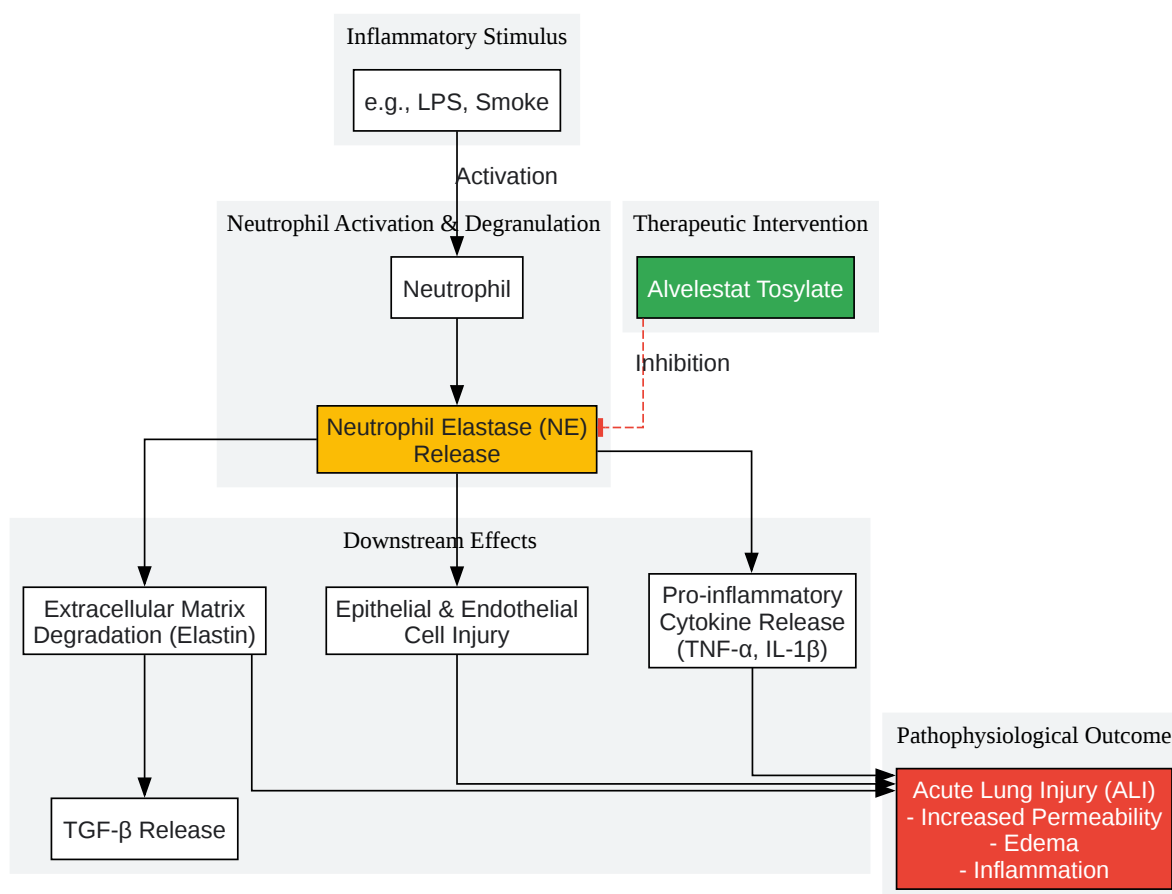 Inflammatory Stimulus
e.g., LPS, Smoke
Activation
Neutrophil Activation & Degranulation
Therapeutic Intervention
Neutrophil
Alvelestat Tosylate
Inhibition
Neutrophil Elastase (NE)
Release
Downstream Effects
Extracellular Matrix
Degradation (Elastin)
Epithelial & Endothelial
Cell Injury
Pro-inflammatory
Cytokine Release
(TNF-α, IL-1β)
TGF-β Release
Pathophysiological Outcome
Acute Lung Injury (ALI)
- Increased Permeability
- Edema
- Inflammation